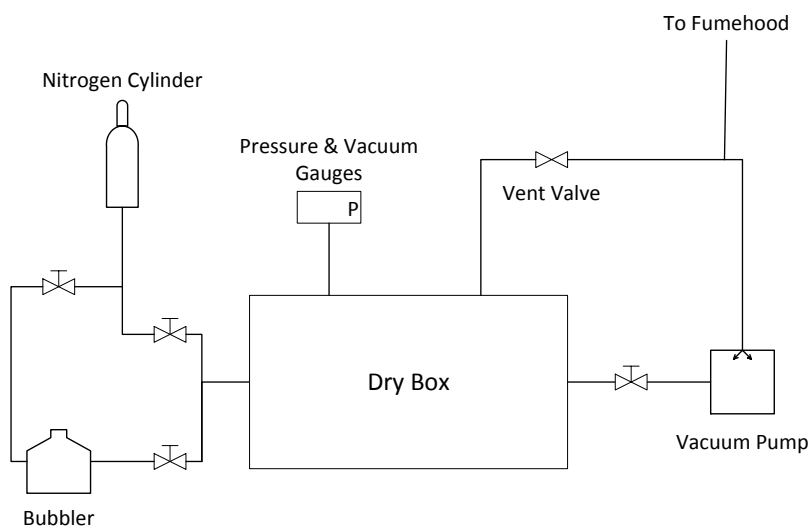 To Fumehood
Nitrogen Cylinder
Pressure & Vacuum
Gauges
P
Vent Valve
Dry Box
Vacuum Pump
Bubbler